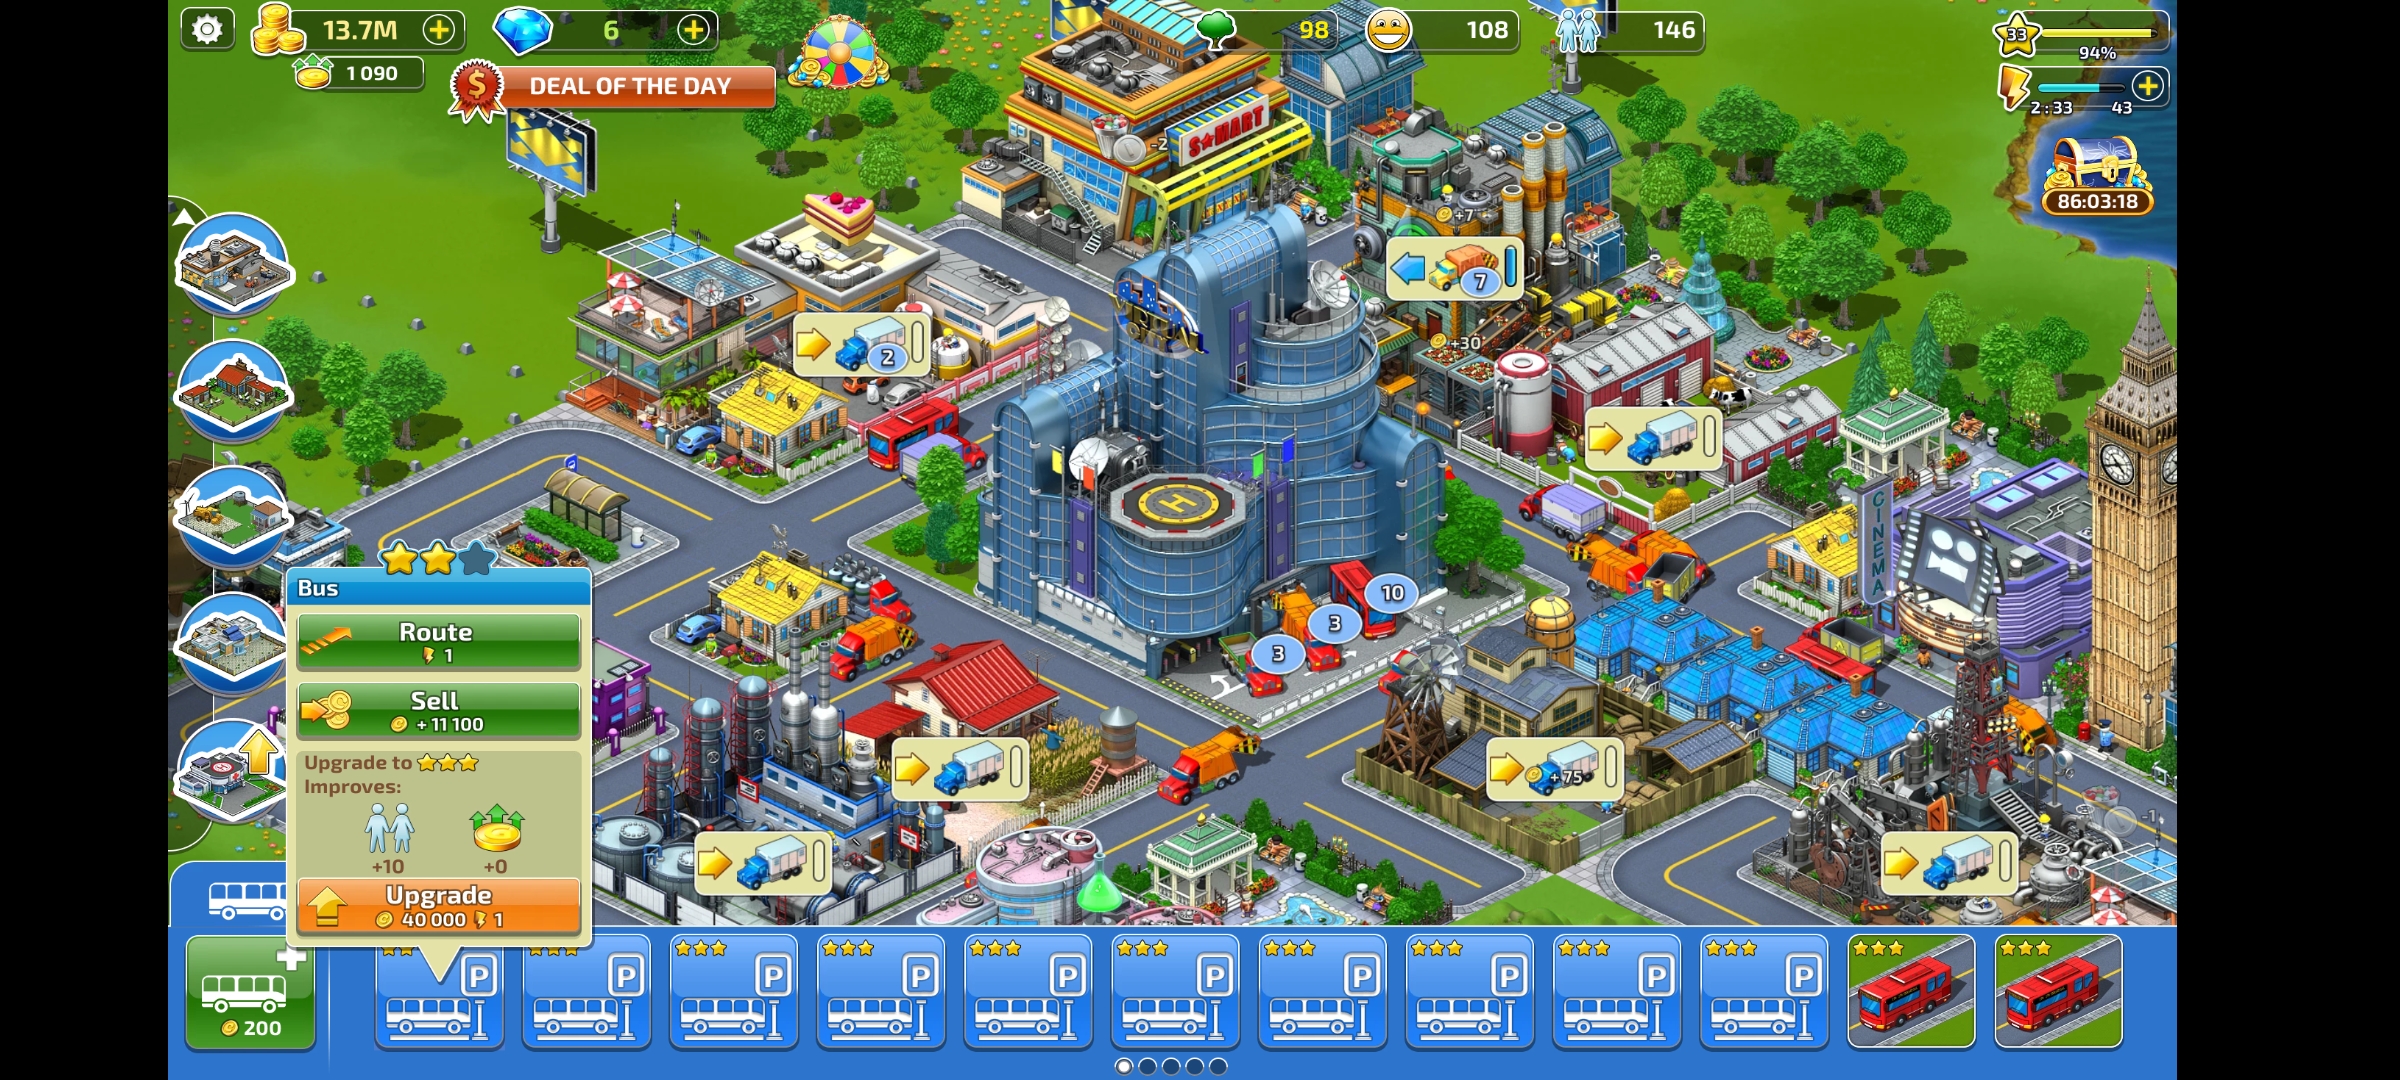 13.7M
6
98
108
146
33
94%
1 090
DEAL OF THE DAY
2:33
43
S★MART
-2
86:03:18
+7
7
2
+30
CINEMA
H
Bus
10
3
3
Route
1
Sell
+11 100
Upgrade to
Improves:
+75
-1
+10
+0
Upgrade
40 000
1
200
P
P
P
P
P
P
P
P
P
P